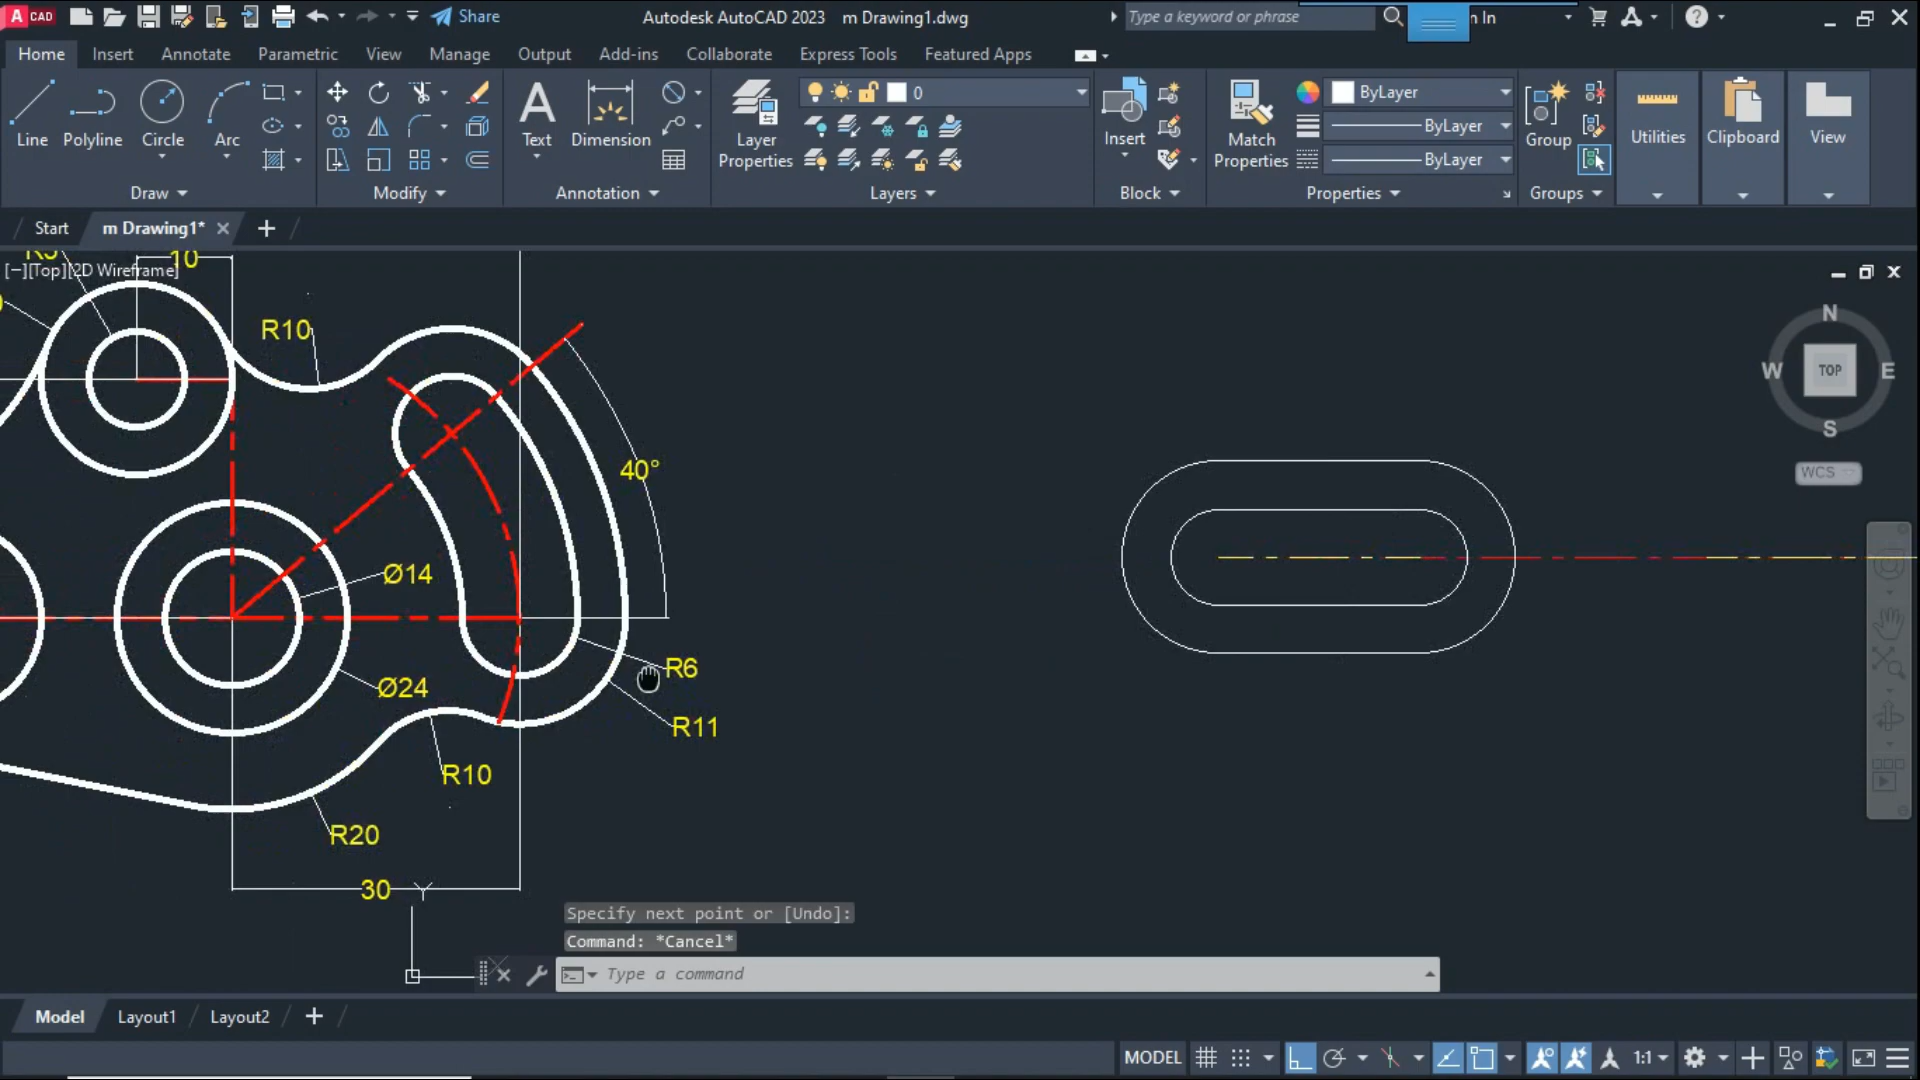 A CAD
Share
Autodesk AutoCAD 2023 m Drawing1.dwg
Type a keyword or phrase
n In
Home Insert Annotate Parametric View Manage Output Add-ins Collaborate Express Tools Featured Apps
Line Polyline Circle Arc
Text Dimension
Layer Properties
0
Insert
Match Properties
ByLayer
ByLayer
ByLayer
Group
Utilities Clipboard View
Draw Modify Annotation Layers Block Properties Groups
Start m Drawing1*
[−][Top][2D Wireframe]
10
R10
40°
Ø14
R6
Ø24
R11
R10
R20
30
Y
X
N
W TOP E
S
WCS
Specify next point or [Undo]:
Command: *Cancel*
Type a command
Model Layout1 Layout2
MODEL 1:1